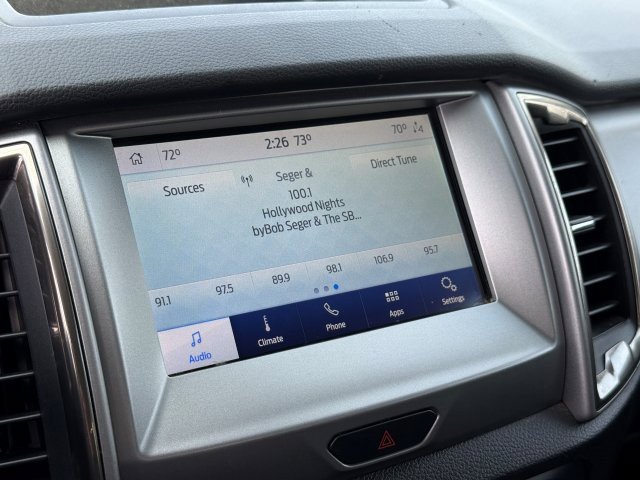 72° 2:26 73° 70°
Sources Seger & Direct Tune
100.1
Hollywood Nights
byBob Seger & The SB...
91.1 97.5 89.9 98.1 106.9 95.7
Audio Climate Phone Apps Settings